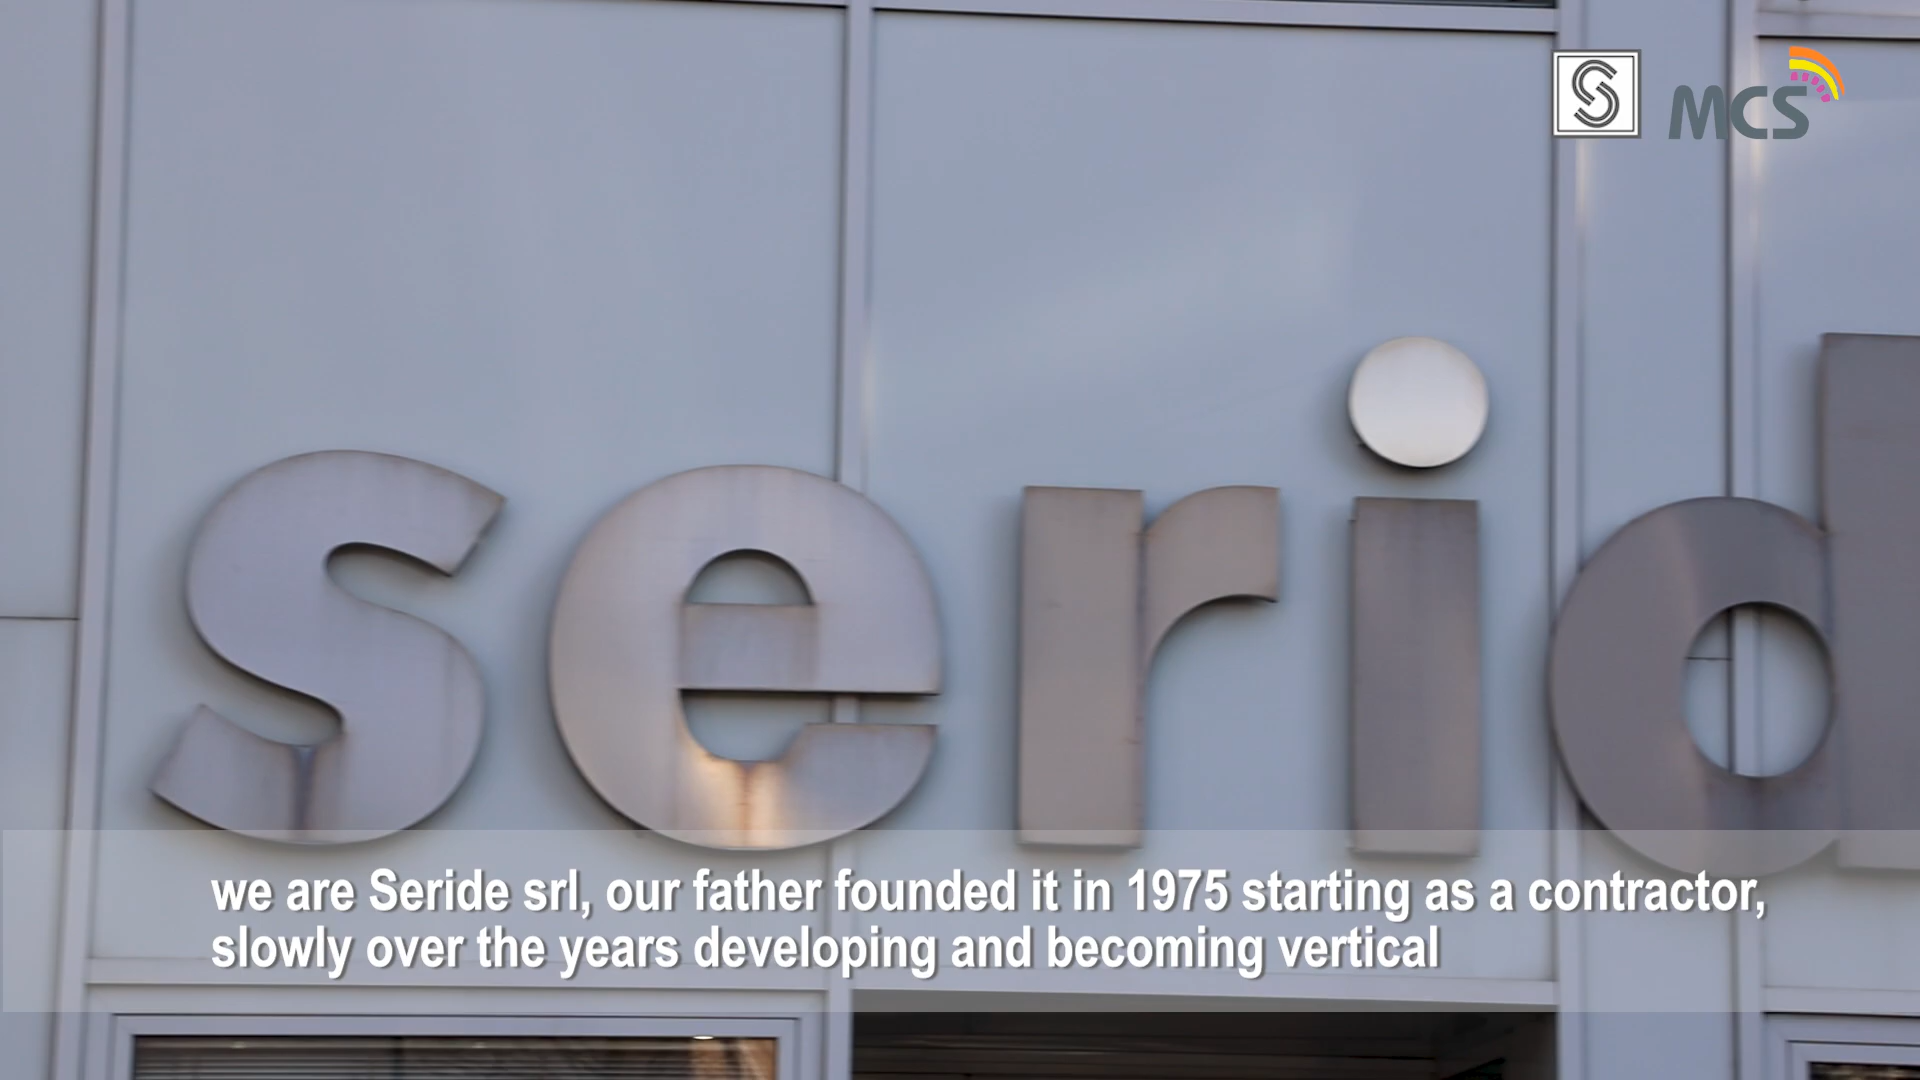 MCS
serid
we are Seride srl, our father founded it in 1975 starting as a contractor,
slowly over the years developing and becoming vertical